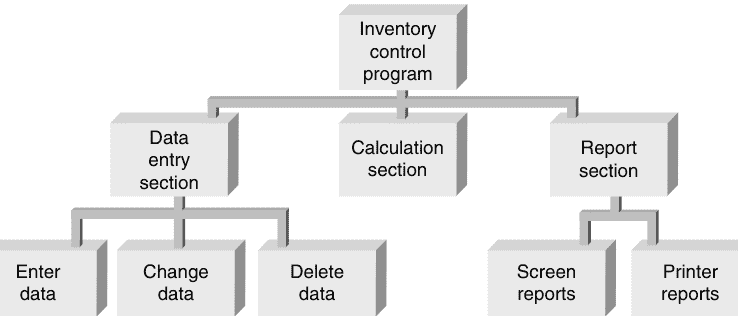 Inventory
control
program
Data
entry
section
Calculation
section
Report
section
Enter
data
Change
data
Delete
data
Screen
reports
Printer
reports